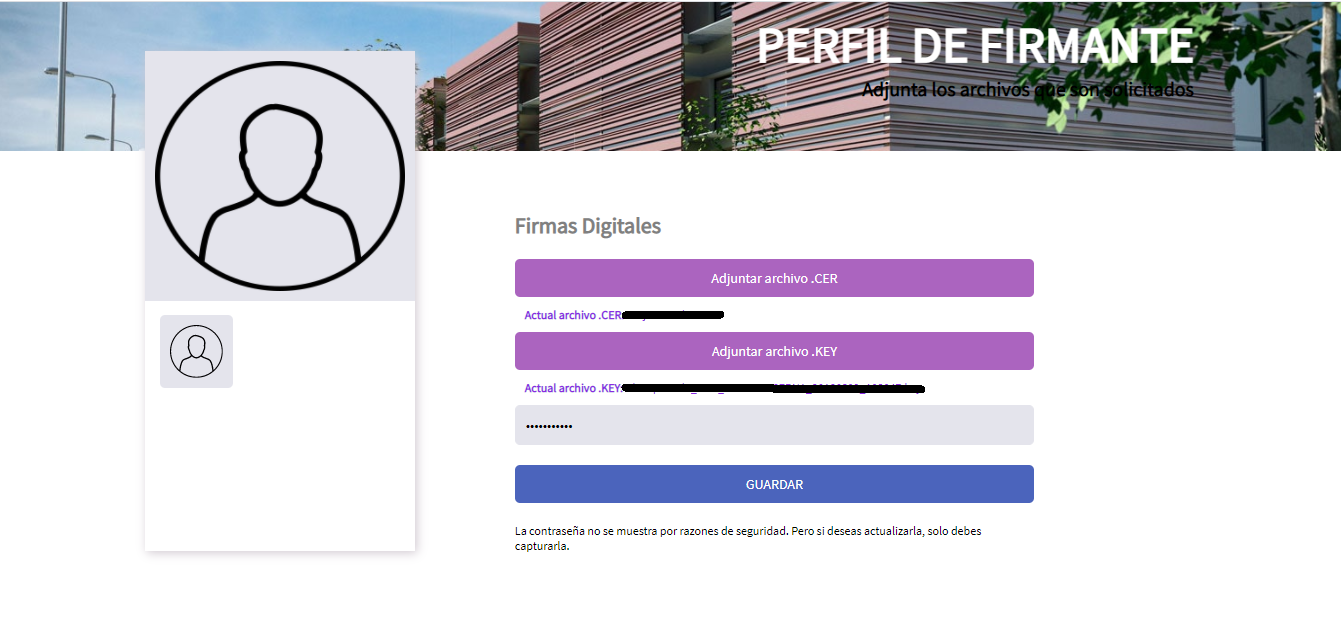 PERFIL DE FIRMANTE
Adjunta los archivos que son solicitados
Firmas Digitales
Adjuntar archivo .CER
Actual archivo .CER
Adjuntar archivo .KEY
Actual archivo .KEY:
•••••••••••
GUARDAR
La contraseña no se muestra por razones de seguridad. Pero si deseas actualizarla, solo debes
capturarla.